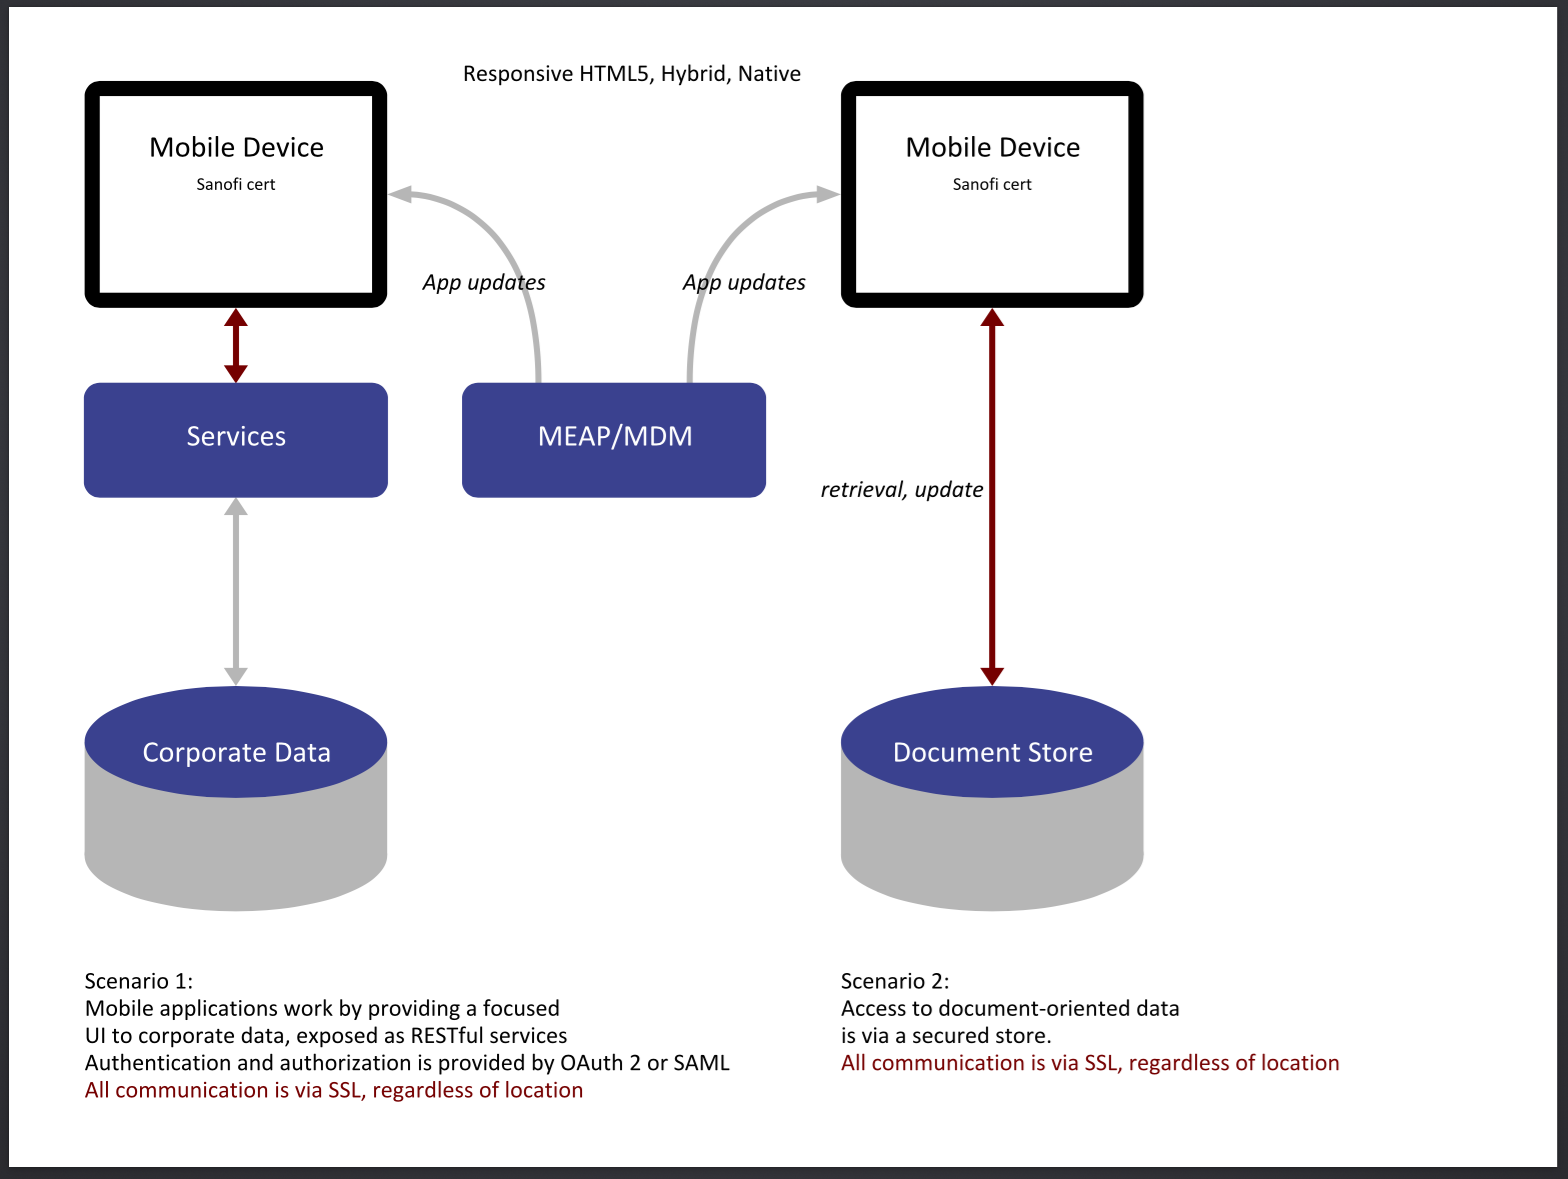 Responsive HTML5, Hybrid, Native
Mobile Device
Sanofi cert
Mobile Device
Sanofi cert
App updates
App updates
Services
MEAP/MDM
retrieval, update
Corporate Data
Document Store
Scenario 1:
Mobile applications work by providing a focused
UI to corporate data, exposed as RESTful services
Authentication and authorization is provided by OAuth 2 or SAML
All communication is via SSL, regardless of location
Scenario 2:
Access to document-oriented data
is via a secured store.
All communication is via SSL, regardless of location